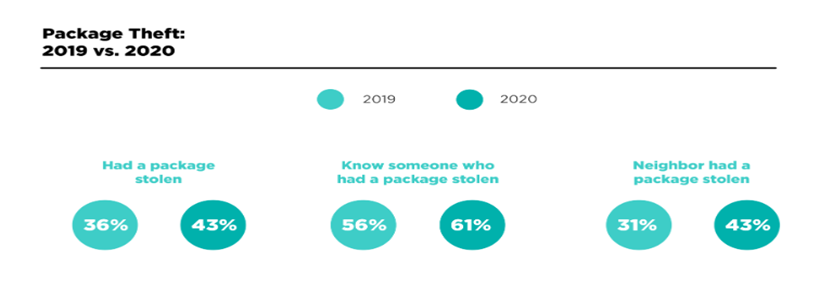 Package Theft:
2019 vs. 2020
2019
2020
Had a package
stolen
36%
43%
Know someone who
had a package stolen
56%
61%
Neighbor had a
package stolen
31%
43%